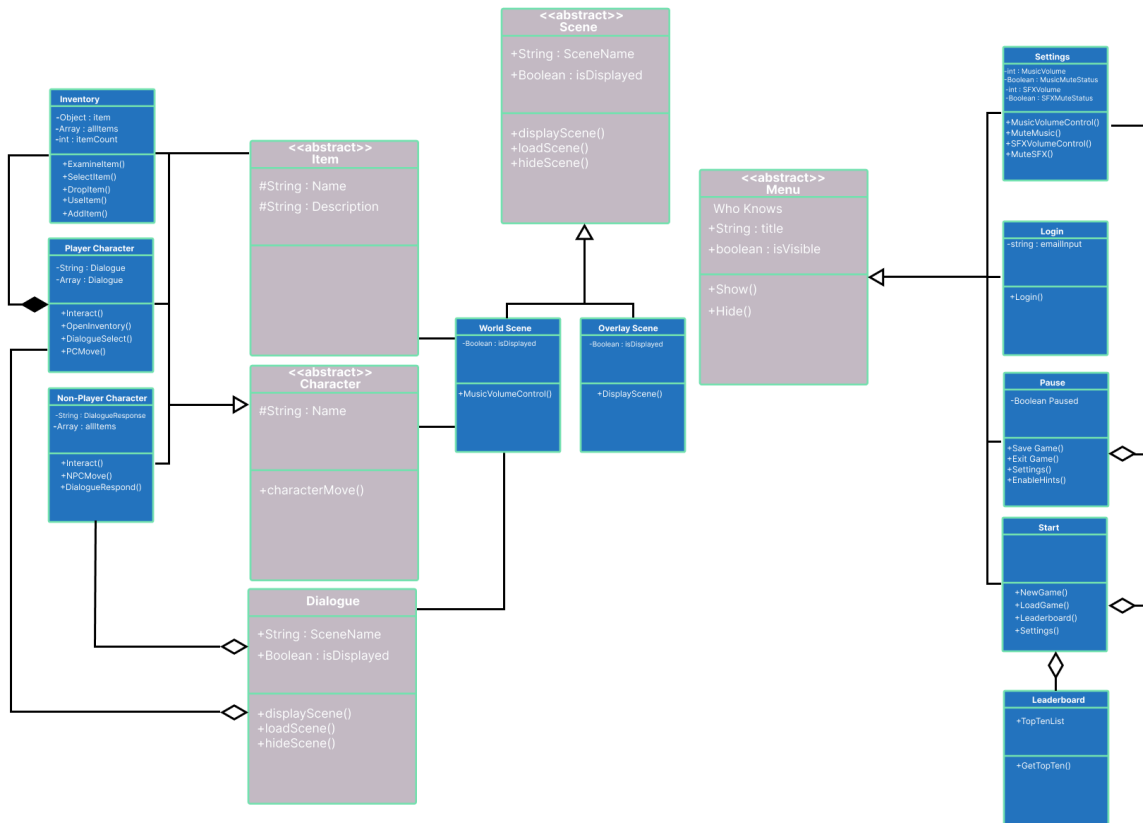 Inventory
-Object : item
-Array : allItems
-int : itemCount
+ExamineItem()
+SelectItem()
+DropItem()
+UseItem()
+AddItem()
Player Character
-String : Dialogue
-Array : Dialogue
+Interact()
+OpenInventory()
+DialogueSelect()
+PCMove()
Non-Player Character
-String : DialogueResponse
-Array : allItems
+Interact()
+NPCMove()
+DialogueRespond()
<<abstract>>
Item
#String : Name
#String : Description
<<abstract>>
Character
#String : Name
+characterMove()
Dialogue
+String : SceneName
+Boolean : isDisplayed
+displayScene()
+loadScene()
+hideScene()
<<abstract>>
Scene
+String : SceneName
+Boolean : isDisplayed
+displayScene()
+loadScene()
+hideScene()
World Scene
-Boolean : isDisplayed
+MusicVolumeControl()
Overlay Scene
-Boolean : isDisplayed
+DisplayScene()
<<abstract>>
Menu
Who Knows
+String : title
+boolean : isVisible
+Show()
+Hide()
Settings
-int : MusicVolume
-Boolean : MusicMuteStatus
-int : SFXVolume
-Boolean : SFXMuteStatus
+MusicVolumeControl()
+MuteMusic()
+SFXVolumeControl()
+MuteSFX()
Login
-string : emailInput
+Login()
Pause
-Boolean Paused
+Save Game()
+Exit Game()
+Settings()
+EnableHints()
Start
+NewGame()
+LoadGame()
+Leaderboard()
+Settings()
Leaderboard
+TopTenList
+GetTopTen()